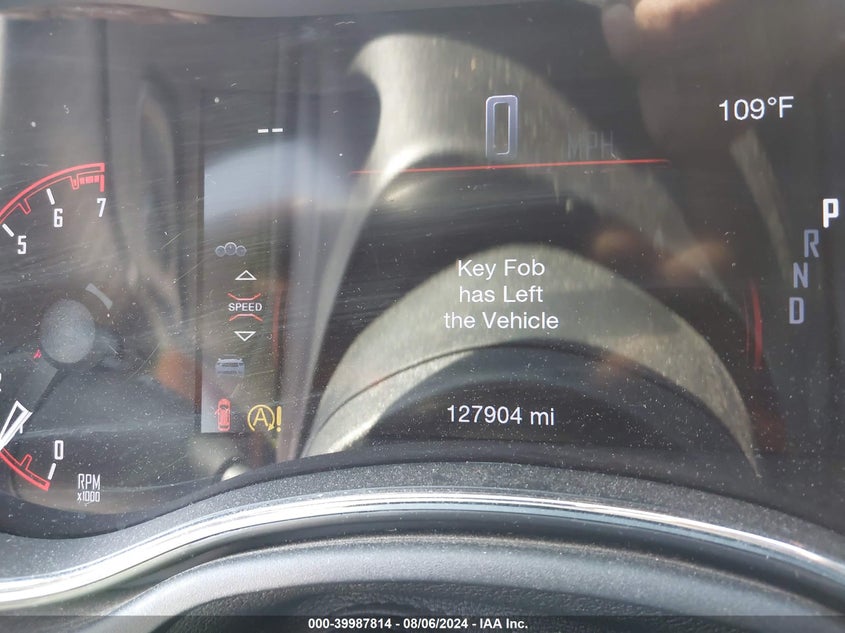 109°F
--
0
MPH
7
6
5
P
R
N
D
Key Fob
has Left
the Vehicle
SPEED
A!
127904 mi
0
RPM
x1000
000-39987814 - 08/06/2024 - IAA Inc.